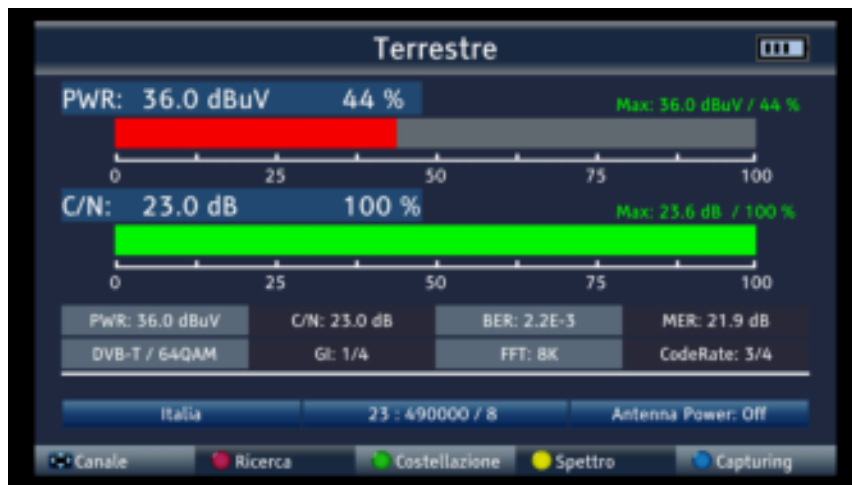 Terrestre
PWR: 36.0 dBuV 44 % Max: 36.0 dBuV / 44 %
0 25 50 75 100
C/N: 23.0 dB 100 % Max: 23.6 dB / 100 %
0 25 50 75 100
PWR: 36.0 dBuV C/N: 23.0 dB BER: 2.2E-3 MER: 21.9 dB
DVB-T / 64QAM GI: 1/4 FFT: 8K CodeRate: 3/4
Italia 23 : 490000 / 8 Antenna Power: Off
Canale Ricerca Costellazione Spettro Capturing